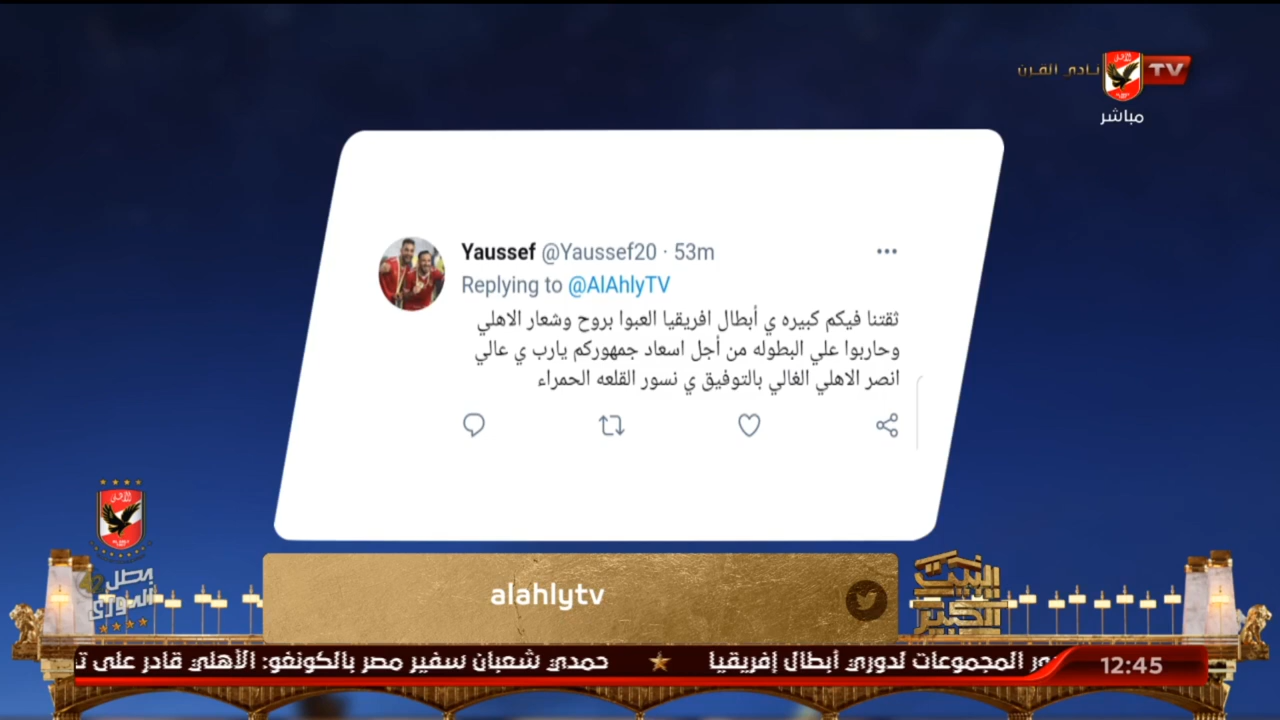 نادي القرن
TV
مباشر
Yaussef @Yaussef20 · 53m
Replying to @AlAhlyTV
ثقتنا فيكم كبيره ي أبطال افريقيا العبوا بروح وشعار الاهلي
وحاربوا علي البطوله من أجل اسعاد جمهوركم يارب ي عالي
انصر الاهلي الغالي بالتوفيق ي نسور القلعه الحمراء
بطل
الدوري
alahlytv
البيت
الكبير
المجموعات لدوري أبطال إفريقيا
حمدي شعبان سفير مصر بالكونغو: الأهلي قادر على
12:45